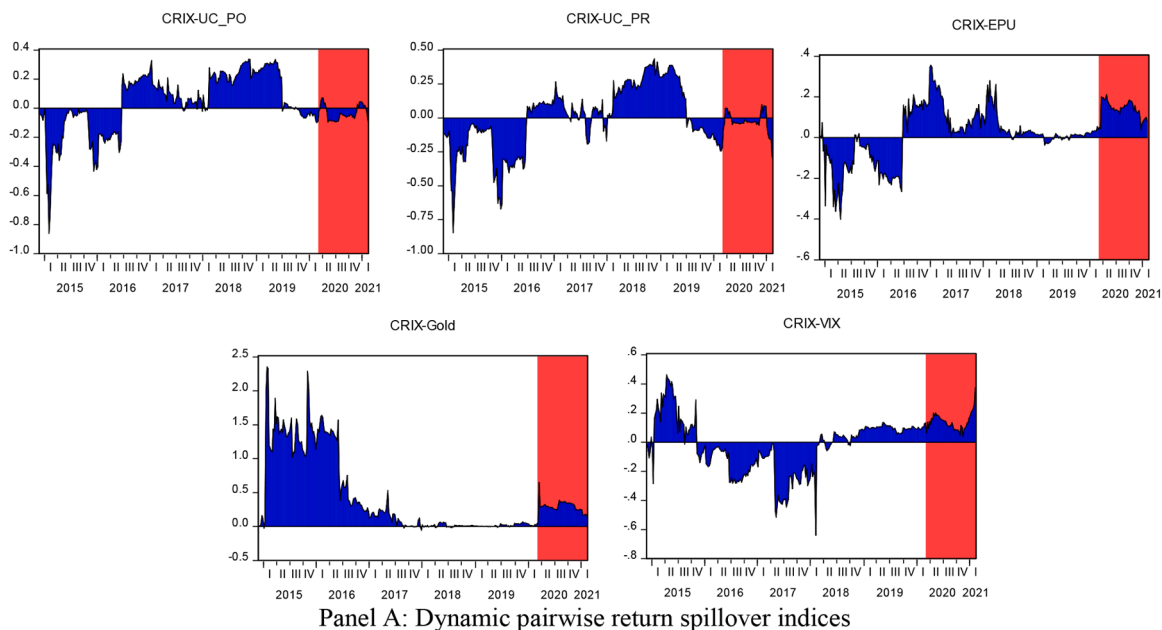 CRIX-UC_PO
0.4
0.2
0.0
-0.2
-0.4
-0.6
-0.8
-1.0
I II III IV I II III IV I II III IV I II III IV I II III IV I II III IV I
2015 2016 2017 2018 2019 2020 2021
CRIX-UC_PR
0.50
0.25
0.00
-0.25
-0.50
-0.75
-1.00
I II III IV I II III IV I II III IV I II III IV I II III IV I II III IV I
2015 2016 2017 2018 2019 2020 2021
CRIX-EPU
.6
.4
.2
.0
-.2
-.4
-.6
I II III IV I II III IV I II III IV I II III IV I II III IV I II III IV I
2015 2016 2017 2018 2019 2020 2021
CRIX-Gold
2.5
2.0
1.5
1.0
0.5
0.0
-0.5
I II III IV I II III IV I II III IV I II III IV I II III IV I II III IV I
2015 2016 2017 2018 2019 2020 2021
CRIX-VIX
.6
.4
.2
.0
-.2
-.4
-.6
-.8
I II III IV I II III IV I II III IV I II III IV I II III IV I II III IV I
2015 2016 2017 2018 2019 2020 2021
Panel A: Dynamic pairwise return spillover indices